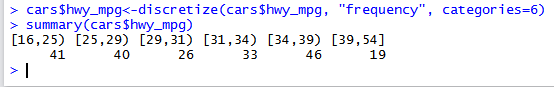 > cars$hwy_mpg<-discretize(cars$hwy_mpg, "frequency", categories=6)
> summary(cars$hwy_mpg)
[16,25) [25,29) [29,31) [31,34) [34,39) [39,54]
41 40 26 33 46 19
>